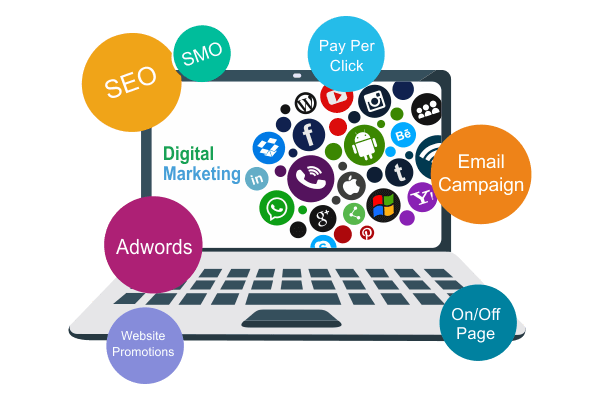 SEO
SMO
Pay Per
Click
Digital
Marketing
Email
Campaign
Adwords
On/Off
Page
Website
Promotions